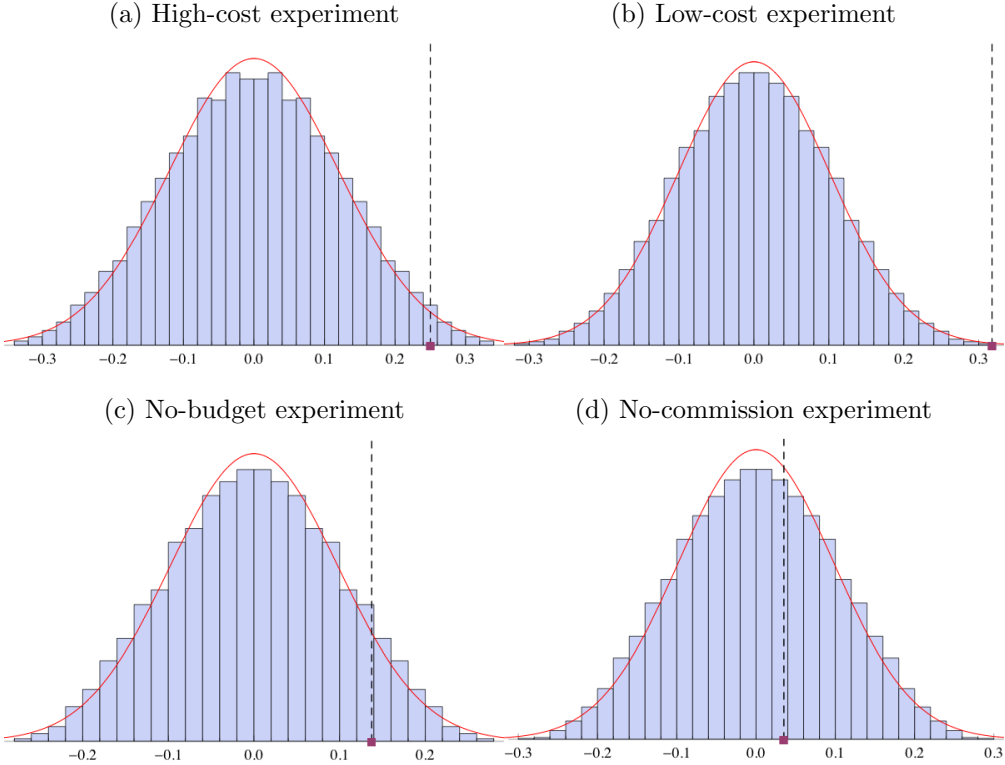 (a) High-cost experiment
(b) Low-cost experiment
−0.3 −0.2 −0.1 0.0 0.1 0.2 0.3
−0.3 −0.2 −0.1 0.0 0.1 0.2 0.3
(c) No-budget experiment
(d) No-commission experiment
−0.2 −0.1 0.0 0.1 0.2
−0.3 −0.2 −0.1 0.0 0.1 0.2 0.3